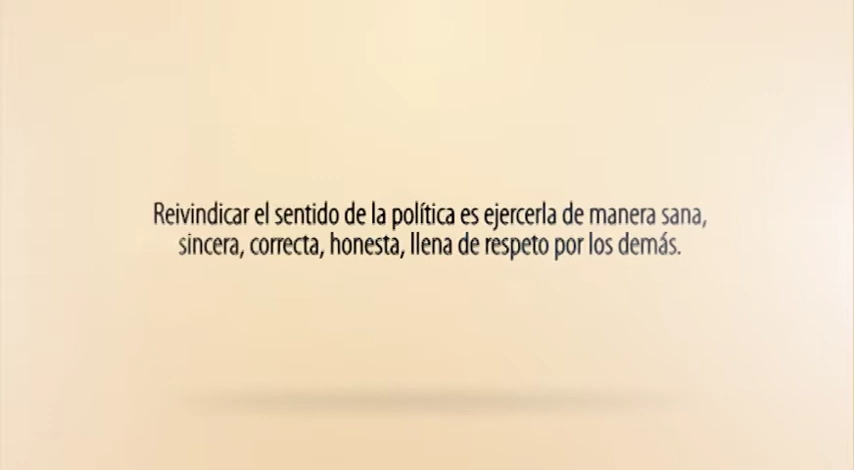 Reivindicar el sentido de la política es ejercerla de manera sana,
sincera, correcta, honesta, llena de respeto por los demás.